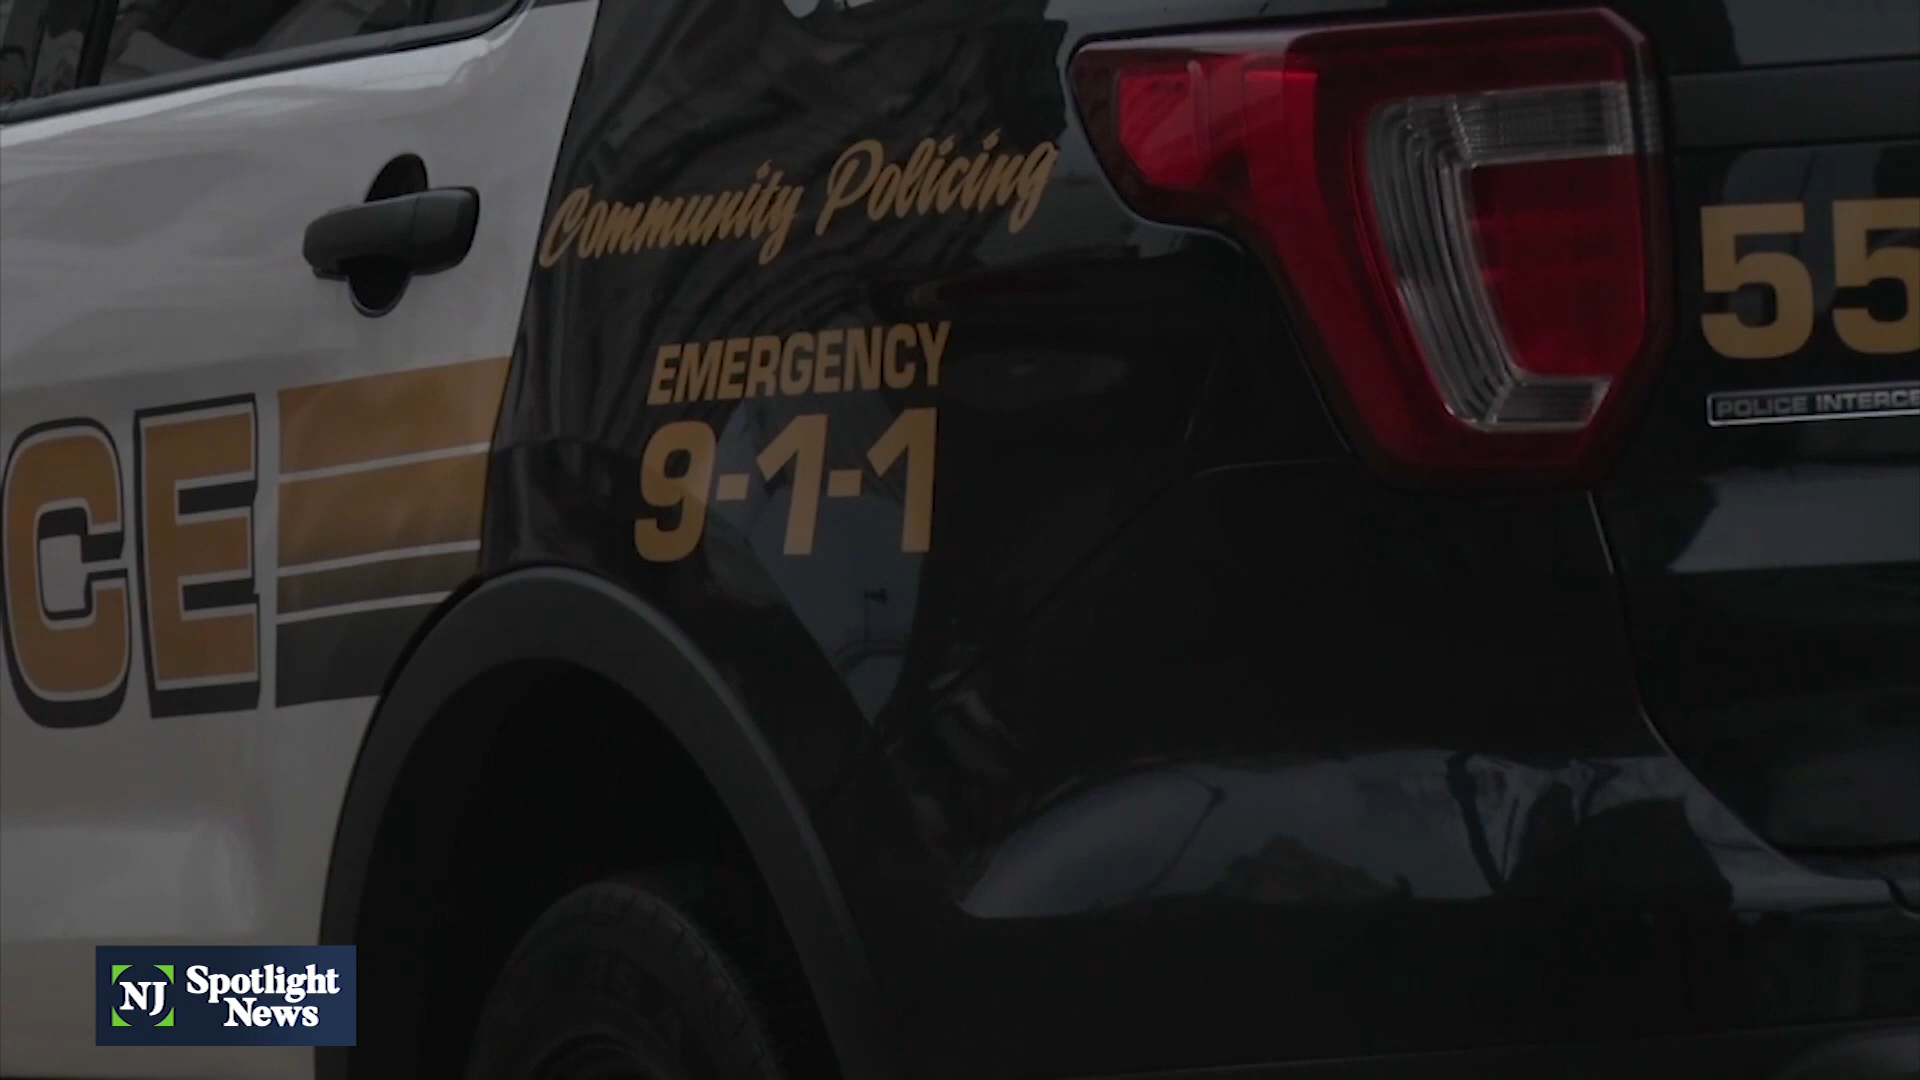 Community Policing
EMERGENCY
9-1-1
CE
55
POLICE INTERCE
NJ Spotlight
News